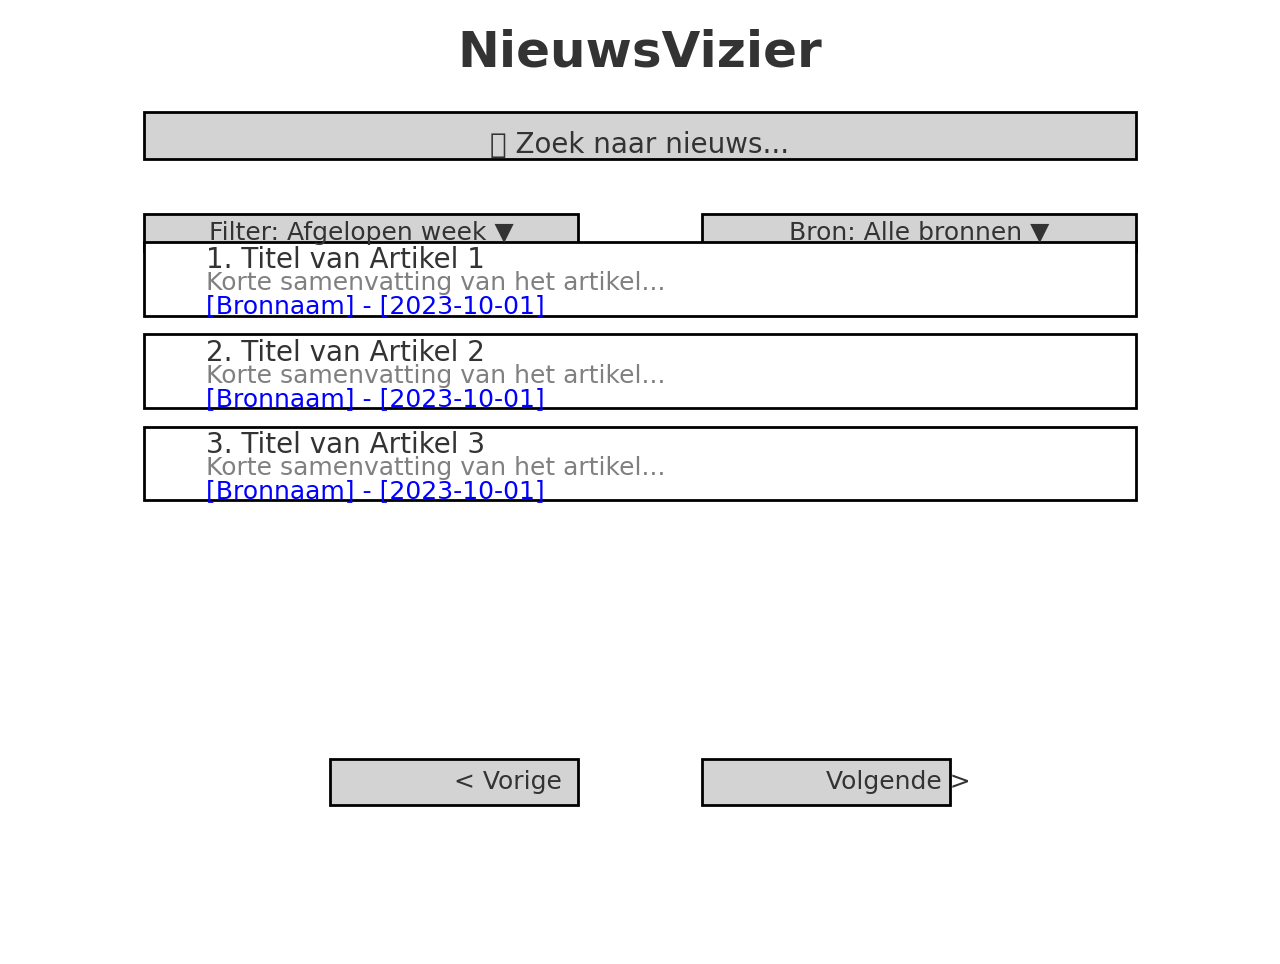 NieuwsVizier
Zoek naar nieuws...
Filter: Afgelopen week ▼
Bron: Alle bronnen ▼
1. Titel van Artikel 1
Korte samenvatting van het artikel...
[Bronnaam] - [2023-10-01]
2. Titel van Artikel 2
Korte samenvatting van het artikel...
[Bronnaam] - [2023-10-01]
3. Titel van Artikel 3
Korte samenvatting van het artikel...
[Bronnaam] - [2023-10-01]
< Vorige
Volgende >